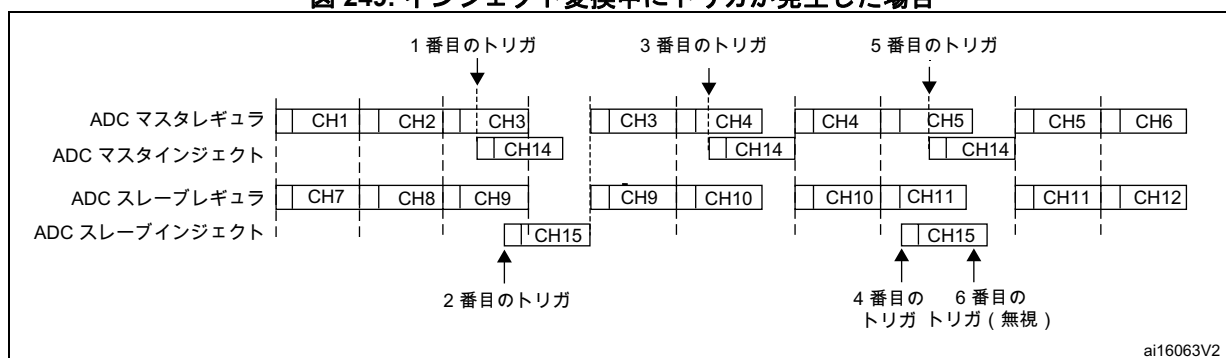 1 番目のトリガ 3 番目のトリガ 5 番目のトリガ
ADC マスタレギュラ CH1 CH2 CH3 CH3 CH4 CH4 CH5 CH5 CH6
ADC マスタインジェクト CH14 CH14 CH14
ADC スレーブレギュラ CH7 CH8 CH9 CH9 CH10 CH10 CH11 CH11 CH12
ADC スレーブインジェクト CH15 CH15
2 番目のトリガ
4 番目の 6 番目の
トリガ トリガ ( 無視 )
ai16063V2